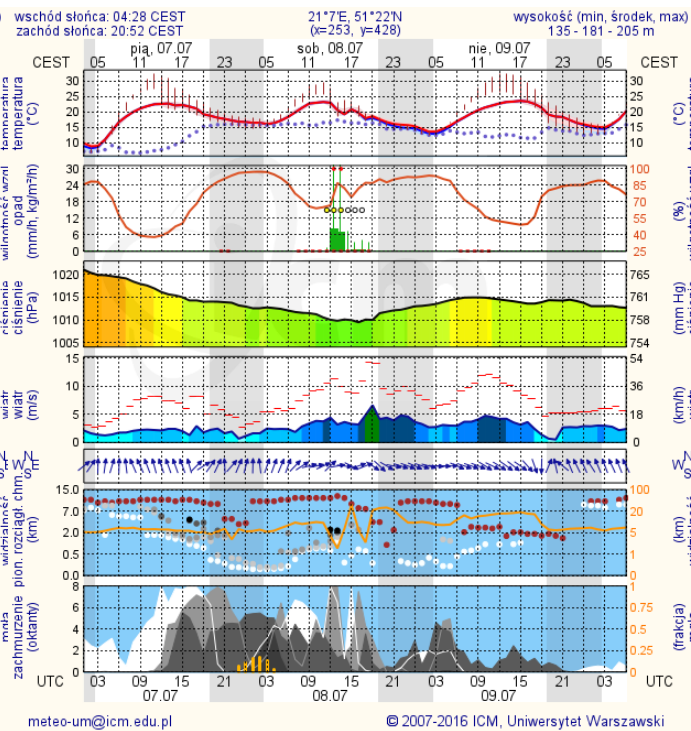 wschód słońca: 04:28 CEST 21°7'E, 51°22'N wysokość (min, środek, max)
zachód słońca: 20:52 CEST (x=253, y=428) 135 - 181 - 205 m
pią, 07.07 sob, 08.07 nie, 09.07
CEST 05 11 17 23 05 11 17 23 05 11 17 23 05 CEST
temperatura
temperatura
(°C)
30 25 20 15 10
30 25 20 15 10
(°C)
wilgotność wzgl.
opad
(mm/h, kg/m²/h)
30 24 18 12 6 0
100 85 70 55 40 25
(%)
ciśnienie
ciśnienie
(hPa)
1020 1015 1010 1005
765 761 758 754
(mm Hg)
wiatr
wiatr
(m/s)
15 10 5 0
54 36 18 0
(km/h)
N
W E
S
N
S
widzialność
pion. rozciągł. chm.
(km)
15.0 7.0 2.0 0.5 0.0
100 20 5 1 0
(km)
mgła
zachmurzenie
(oktanty)
8 6 4 2 0
1 0.75 0.5 0.25 0
(frakcja)
UTC 03 09 15 21 03 09 15 21 03 09 15 21 03 UTC
07.07 08.07 09.07
meteo-um@icm.edu.pl © 2007-2016 ICM, Uniwersytet Warszawski